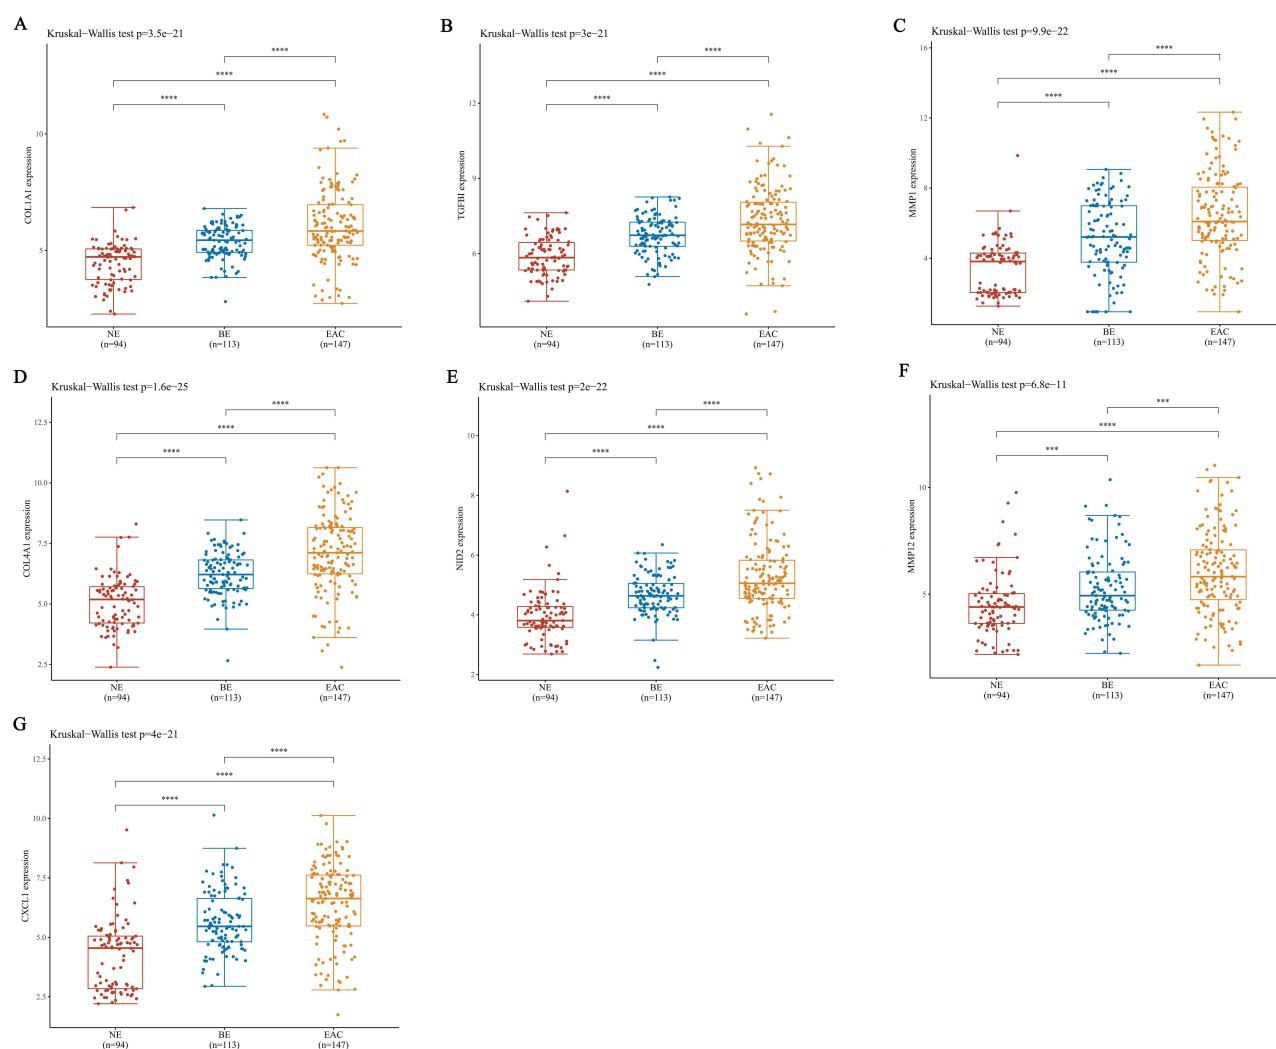 A
Kruskal−Wallis test p=3.5e−21
****
****
****
10
5
COL1A1 expression
NE
(n=94)
BE
(n=113)
EAC
(n=147)
B
Kruskal−Wallis test p=3e−21
****
****
****
12
9
6
TGFBI expression
NE
(n=94)
BE
(n=113)
EAC
(n=147)
C
Kruskal−Wallis test p=9.9e−22
****
****
****
16
12
8
4
MMP1 expression
NE
(n=94)
BE
(n=113)
EAC
(n=147)
D
Kruskal−Wallis test p=1.6e−25
****
****
****
12.5
10.0
7.5
5.0
2.5
COL4A1 expression
NE
(n=94)
BE
(n=113)
EAC
(n=147)
E
Kruskal−Wallis test p=2e−22
****
****
****
10
8
6
4
2
NID2 expression
NE
(n=94)
BE
(n=113)
EAC
(n=147)
F
Kruskal−Wallis test p=6.8e−11
***
****
***
10
5
MMP12 expression
NE
(n=94)
BE
(n=113)
EAC
(n=147)
G
Kruskal−Wallis test p=4e−21
****
****
****
12.5
10.0
7.5
5.0
2.5
CXCL1 expression
NE
(n=94)
BE
(n=113)
EAC
(n=147)